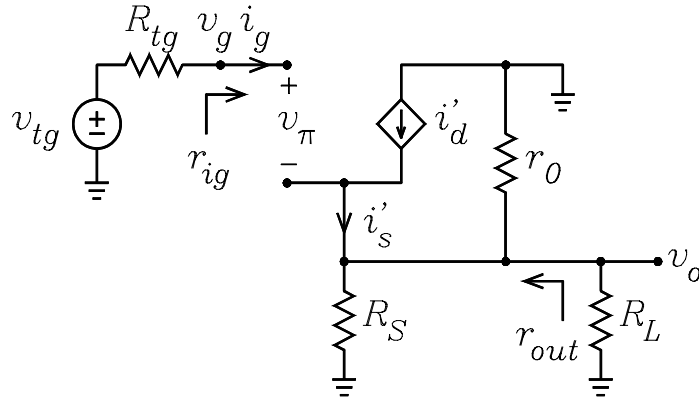 R_tg v_g i_g
+
v_tg + − v_π i'_d
r_ig r_0
−
i'_s
v_o
R_S r_out R_L